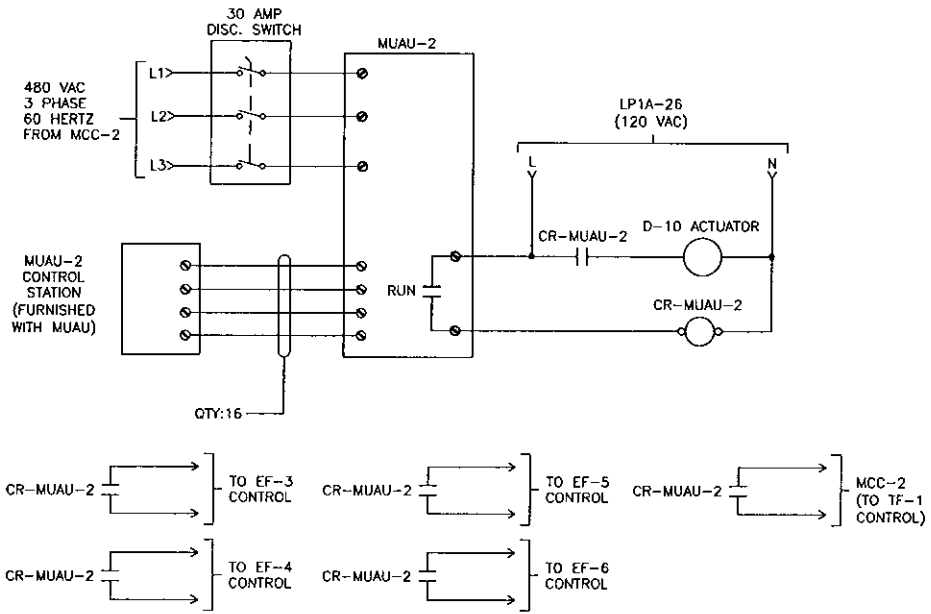 30 AMP
DISC. SWITCH
MUAU-2
480 VAC
3 PHASE
60 HERTZ
FROM MCC-2
L1
L2
L3
LP1A-26
(120 VAC)
L
N
CR-MUAU-2
D-10 ACTUATOR
MUAU-2
CONTROL
STATION
(FURNISHED
WITH MUAU)
RUN
CR-MUAU-2
QTY:16
CR-MUAU-2
TO EF-3
CONTROL
CR-MUAU-2
TO EF-5
CONTROL
CR-MUAU-2
MCC-2
(TO TF-1
CONTROL)
CR-MUAU-2
TO EF-4
CONTROL
CR-MUAU-2
TO EF-6
CONTROL